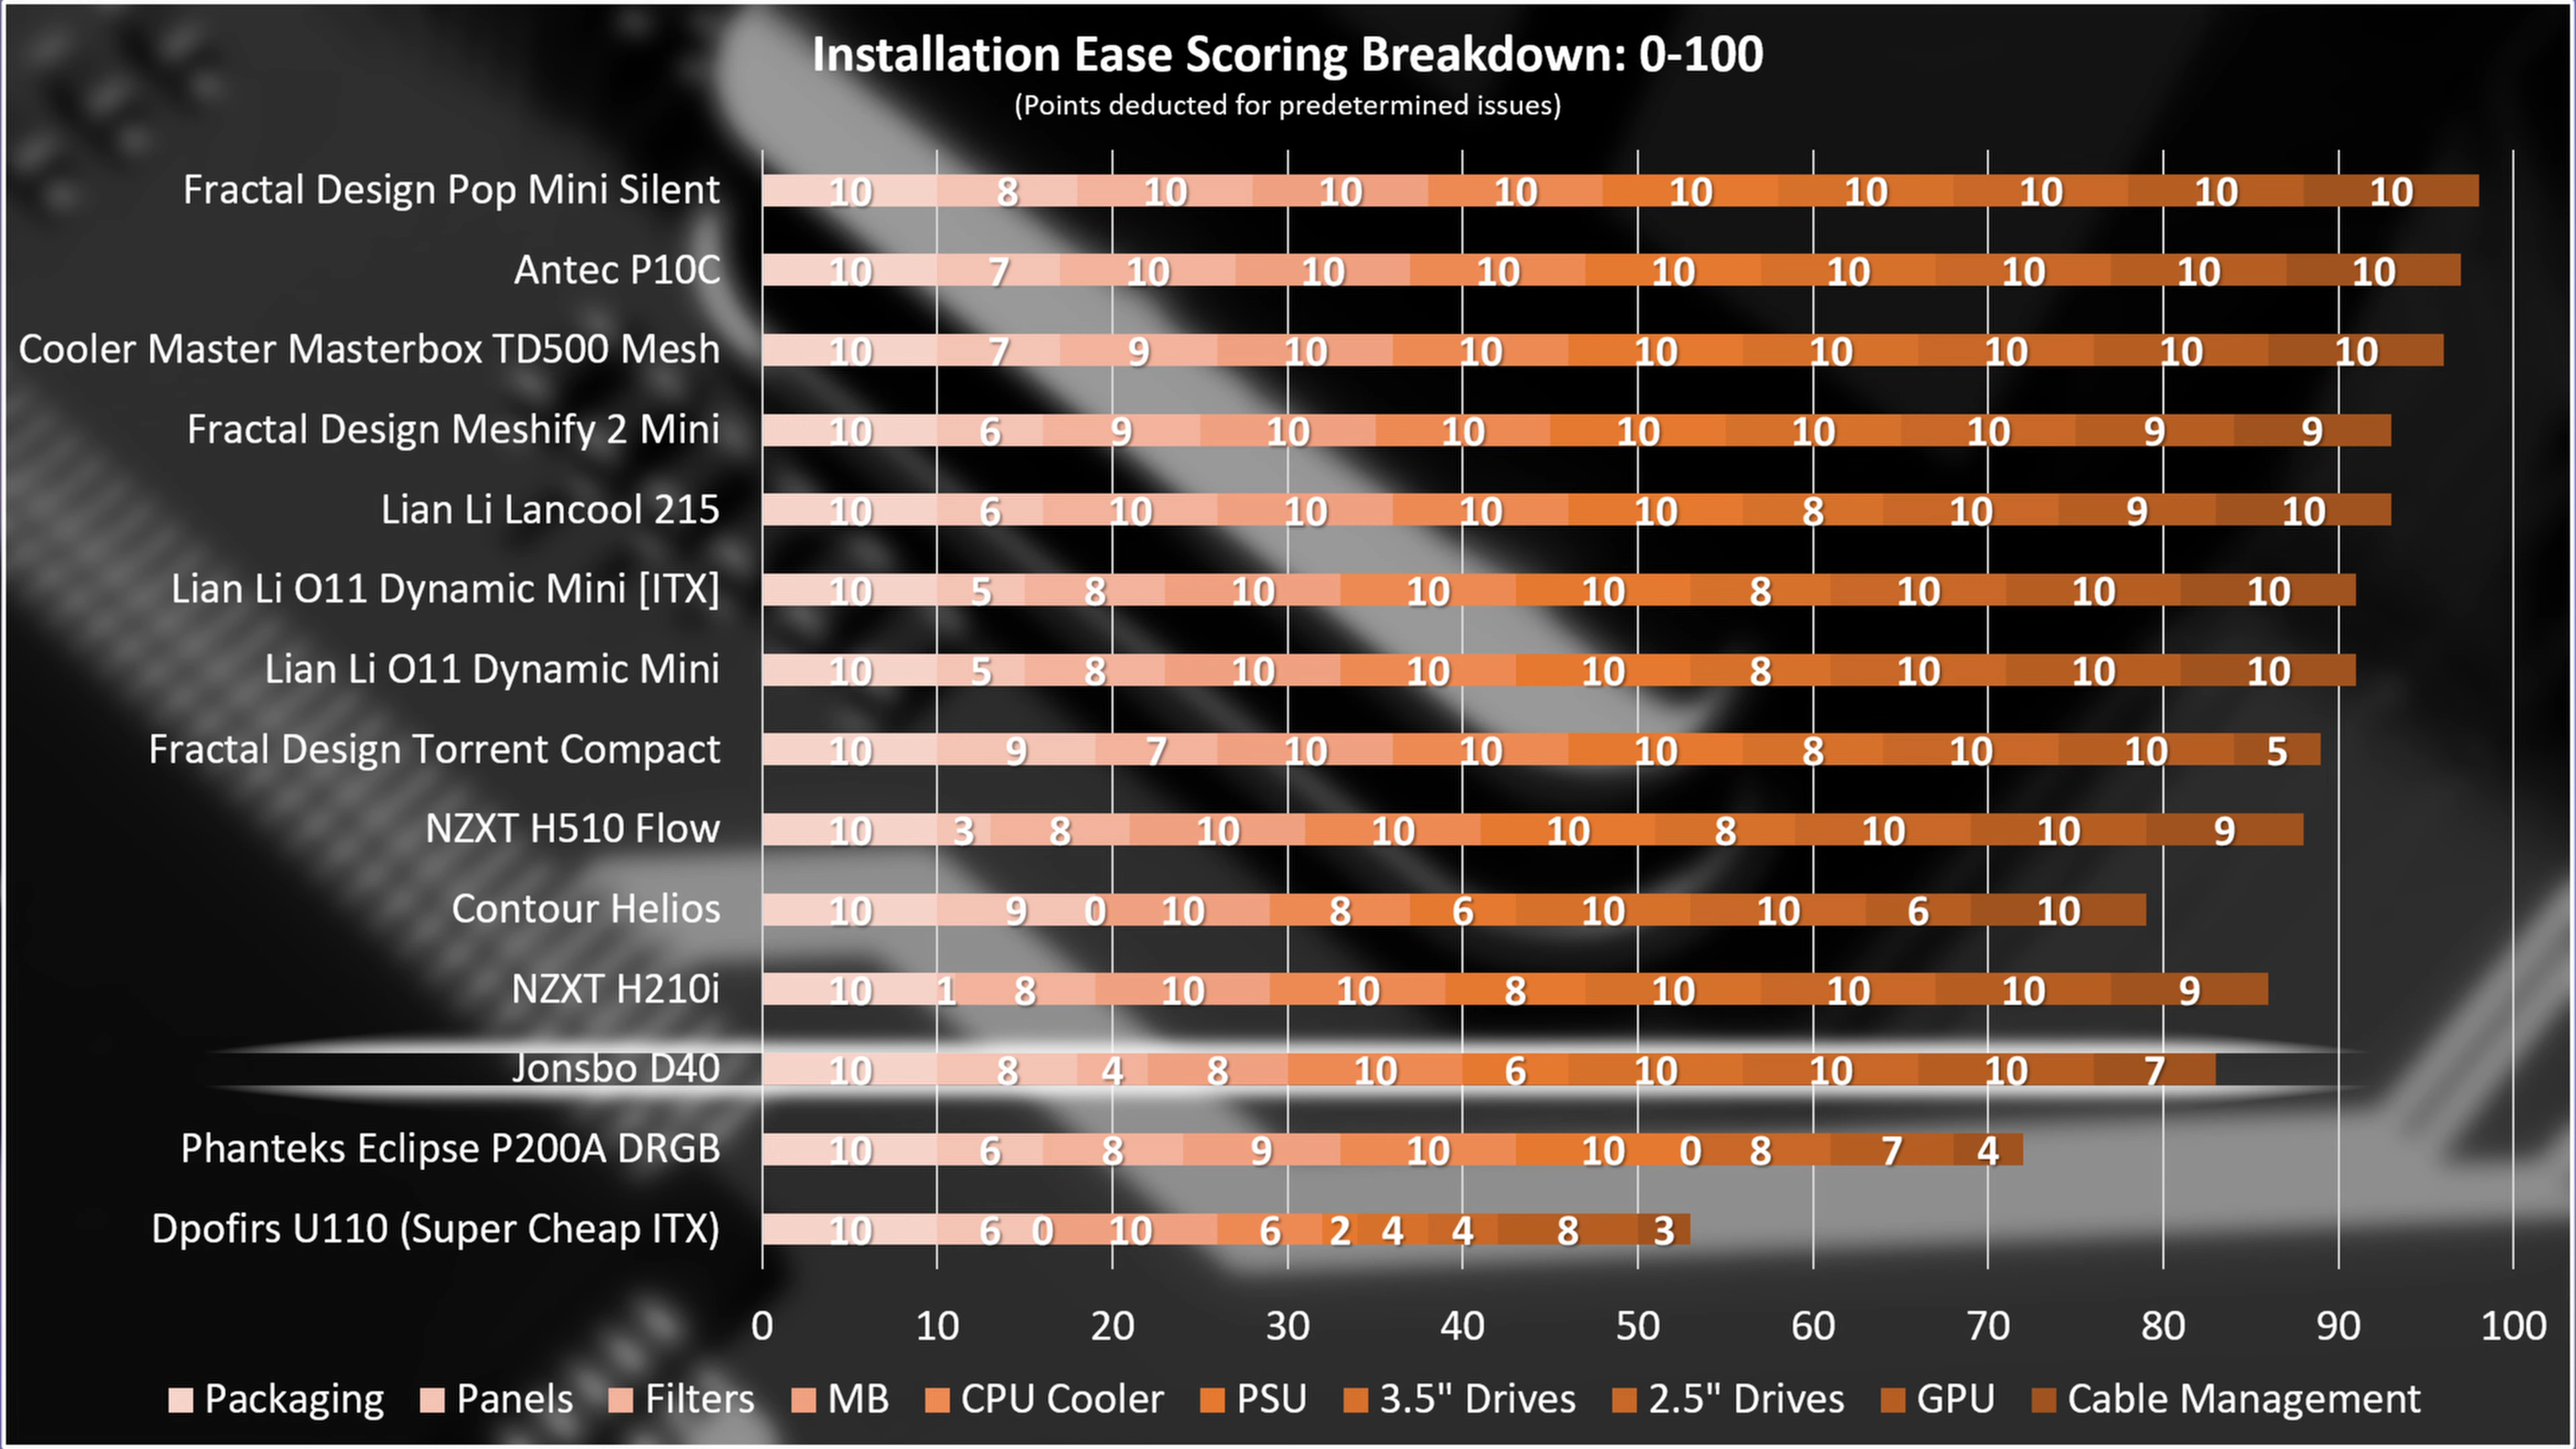 Installation Ease Scoring Breakdown: 0-100
(Points deducted for predetermined issues)
Fractal Design Pop Mini Silent 10 8 10 10 10 10 10 10 10 10
Antec P10C 10 7 10 10 10 10 10 10 10 10
Cooler Master Masterbox TD500 Mesh 10 7 9 10 10 10 10 10 10 10
Fractal Design Meshify 2 Mini 10 6 9 10 10 10 10 10 9 9
Lian Li Lancool 215 10 6 10 10 10 10 8 10 9 10
Lian Li O11 Dynamic Mini [ITX] 10 5 8 10 10 10 8 10 10 10
Lian Li O11 Dynamic Mini 10 5 8 10 10 10 8 10 10 10
Fractal Design Torrent Compact 10 9 7 10 10 10 8 10 10 5
NZXT H510 Flow 10 3 8 10 10 10 8 10 10 9
Contour Helios 10 9 0 10 8 6 10 10 6 10
NZXT H210i 10 1 8 10 10 8 10 10 10 9
Jonsbo D40 10 8 4 8 10 6 10 10 10 7
Phanteks Eclipse P200A DRGB 10 6 8 9 10 10 0 8 7 4
Dpofirs U110 (Super Cheap ITX) 10 6 0 10 6 2 4 4 8 3
0 10 20 30 40 50 60 70 80 90 100
Packaging Panels Filters MB CPU Cooler PSU 3.5" Drives 2.5" Drives GPU Cable Management